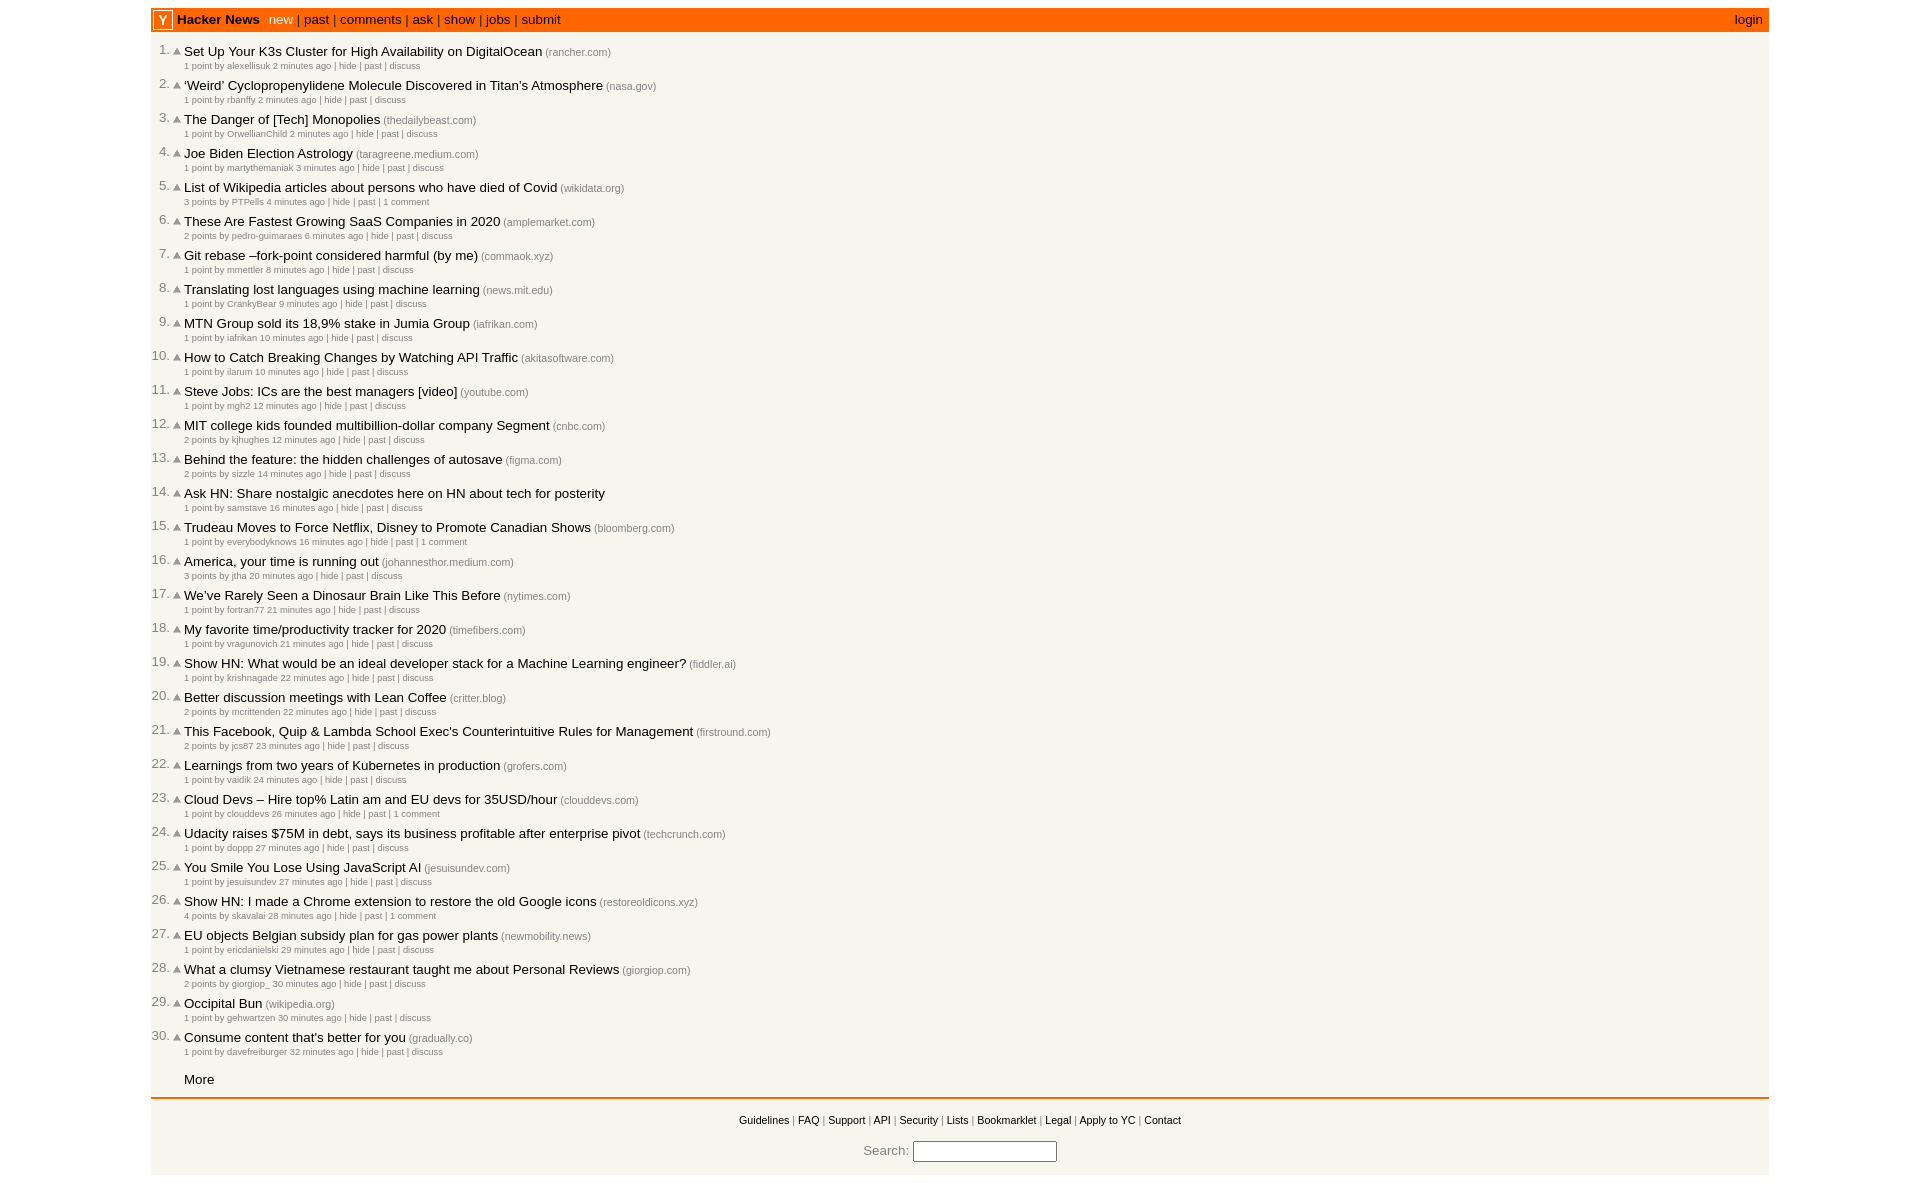 Y Hacker News new | past | comments | ask | show | jobs | submit login
1. Set Up Your K3s Cluster for High Availability on DigitalOcean (rancher.com)
1 point by alexellisuk 2 minutes ago | hide | past | discuss
2. ‘Weird’ Cyclopropenylidene Molecule Discovered in Titan’s Atmosphere (nasa.gov)
1 point by rbanffy 2 minutes ago | hide | past | discuss
3. The Danger of [Tech] Monopolies (thedailybeast.com)
1 point by OrwellianChild 2 minutes ago | hide | past | discuss
4. Joe Biden Election Astrology (taragreene.medium.com)
1 point by martythemaniak 3 minutes ago | hide | past | discuss
5. List of Wikipedia articles about persons who have died of Covid (wikidata.org)
3 points by PTPells 4 minutes ago | hide | past | 1 comment
6. These Are Fastest Growing SaaS Companies in 2020 (amplemarket.com)
2 points by pedro-guimaraes 6 minutes ago | hide | past | discuss
7. Git rebase –fork-point considered harmful (by me) (commaok.xyz)
1 point by mmettler 8 minutes ago | hide | past | discuss
8. Translating lost languages using machine learning (news.mit.edu)
1 point by CrankyBear 9 minutes ago | hide | past | discuss
9. MTN Group sold its 18,9% stake in Jumia Group (iafrikan.com)
1 point by iafrikan 10 minutes ago | hide | past | discuss
10. How to Catch Breaking Changes by Watching API Traffic (akitasoftware.com)
1 point by ilarum 10 minutes ago | hide | past | discuss
11. Steve Jobs: ICs are the best managers [video] (youtube.com)
1 point by mgh2 12 minutes ago | hide | past | discuss
12. MIT college kids founded multibillion-dollar company Segment (cnbc.com)
2 points by kjhughes 12 minutes ago | hide | past | discuss
13. Behind the feature: the hidden challenges of autosave (figma.com)
2 points by sizzle 14 minutes ago | hide | past | discuss
14. Ask HN: Share nostalgic anecdotes here on HN about tech for posterity
1 point by samstave 16 minutes ago | hide | past | discuss
15. Trudeau Moves to Force Netflix, Disney to Promote Canadian Shows (bloomberg.com)
1 point by everybodyknows 16 minutes ago | hide | past | 1 comment
16. America, your time is running out (johannesthor.medium.com)
3 points by jtha 20 minutes ago | hide | past | discuss
17. We’ve Rarely Seen a Dinosaur Brain Like This Before (nytimes.com)
1 point by fortran77 21 minutes ago | hide | past | discuss
18. My favorite time/productivity tracker for 2020 (timefibers.com)
1 point by vragunovich 21 minutes ago | hide | past | discuss
19. Show HN: What would be an ideal developer stack for a Machine Learning engineer? (fiddler.ai)
1 point by krishnagade 22 minutes ago | hide | past | discuss
20. Better discussion meetings with Lean Coffee (critter.blog)
2 points by mcrittenden 22 minutes ago | hide | past | discuss
21. This Facebook, Quip & Lambda School Exec's Counterintuitive Rules for Management (firstround.com)
2 points by jcs87 23 minutes ago | hide | past | discuss
22. Learnings from two years of Kubernetes in production (grofers.com)
1 point by vaidik 24 minutes ago | hide | past | discuss
23. Cloud Devs – Hire top% Latin am and EU devs for 35USD/hour (clouddevs.com)
1 point by clouddevs 26 minutes ago | hide | past | 1 comment
24. Udacity raises $75M in debt, says its business profitable after enterprise pivot (techcrunch.com)
1 point by doppp 27 minutes ago | hide | past | discuss
25. You Smile You Lose Using JavaScript AI (jesuisundev.com)
1 point by jesuisundev 27 minutes ago | hide | past | discuss
26. Show HN: I made a Chrome extension to restore the old Google icons (restoreoldicons.xyz)
4 points by skavalai 28 minutes ago | hide | past | 1 comment
27. EU objects Belgian subsidy plan for gas power plants (newmobility.news)
1 point by ericdanielski 29 minutes ago | hide | past | discuss
28. What a clumsy Vietnamese restaurant taught me about Personal Reviews (giorgiop.com)
2 points by giorgiop_ 30 minutes ago | hide | past | discuss
29. Occipital Bun (wikipedia.org)
1 point by gehwartzen 30 minutes ago | hide | past | discuss
30. Consume content that's better for you (gradually.co)
1 point by davefreiburger 32 minutes ago | hide | past | discuss
More
Guidelines | FAQ | Support | API | Security | Lists | Bookmarklet | Legal | Apply to YC | Contact
Search: